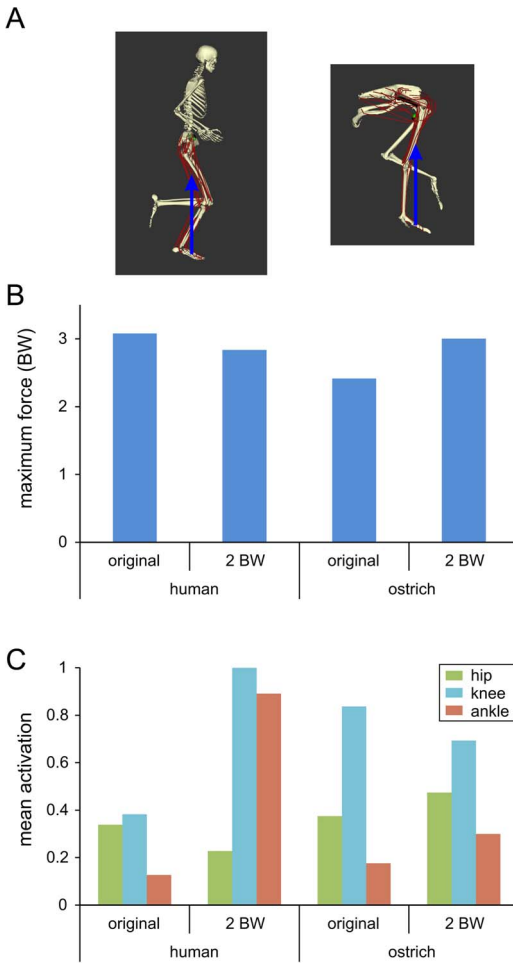 A
B
maximum force (BW)
3
2
1
0
original
2 BW
original
2 BW
human
ostrich
C
mean activation
1
0.8
0.6
0.4
0.2
0
hip
knee
ankle
original
2 BW
original
2 BW
human
ostrich